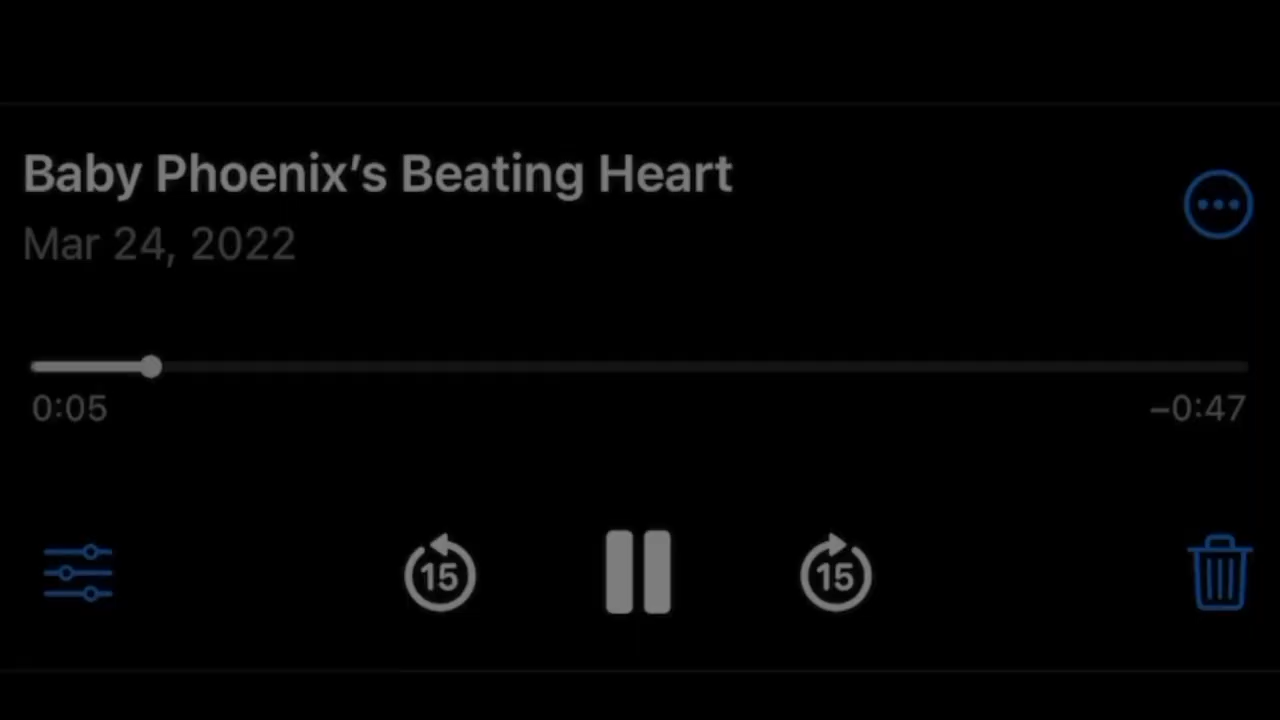 Baby Phoenix’s Beating Heart
Mar 24, 2022
0:05
–0:47
15
15